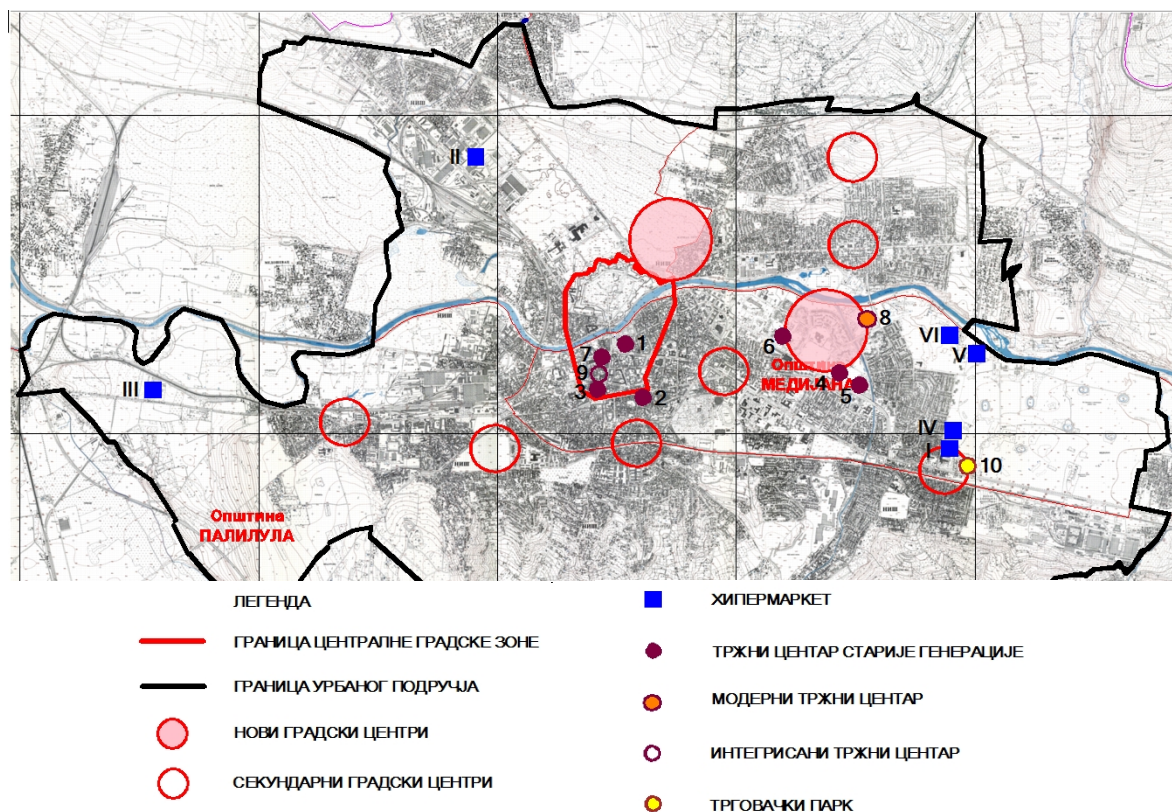 II
8
VI
V
1
7
6
9
Општина
МЕДИЈАНА
4
5
III
3
2
IV
I
10
Општина
ПАЛИЛУЛА
ЛЕГЕНДА
ГРАНИЦА ЦЕНТРАЛНЕ ГРАДСКЕ ЗОНЕ
ГРАНИЦА УРБАНОГ ПОДРУЧЈА
НОВИ ГРАДСКИ ЦЕНТРИ
СЕКУНДАРНИ ГРАДСКИ ЦЕНТРИ
ХИПЕРМАРКЕТ
ТРЖНИ ЦЕНТАР СТАРИЈЕ ГЕНЕРАЦИЈЕ
МОДЕРНИ ТРЖНИ ЦЕНТАР
ИНТЕГРИСАНИ ТРЖНИ ЦЕНТАР
ТРГОВАЧКИ ПАРК